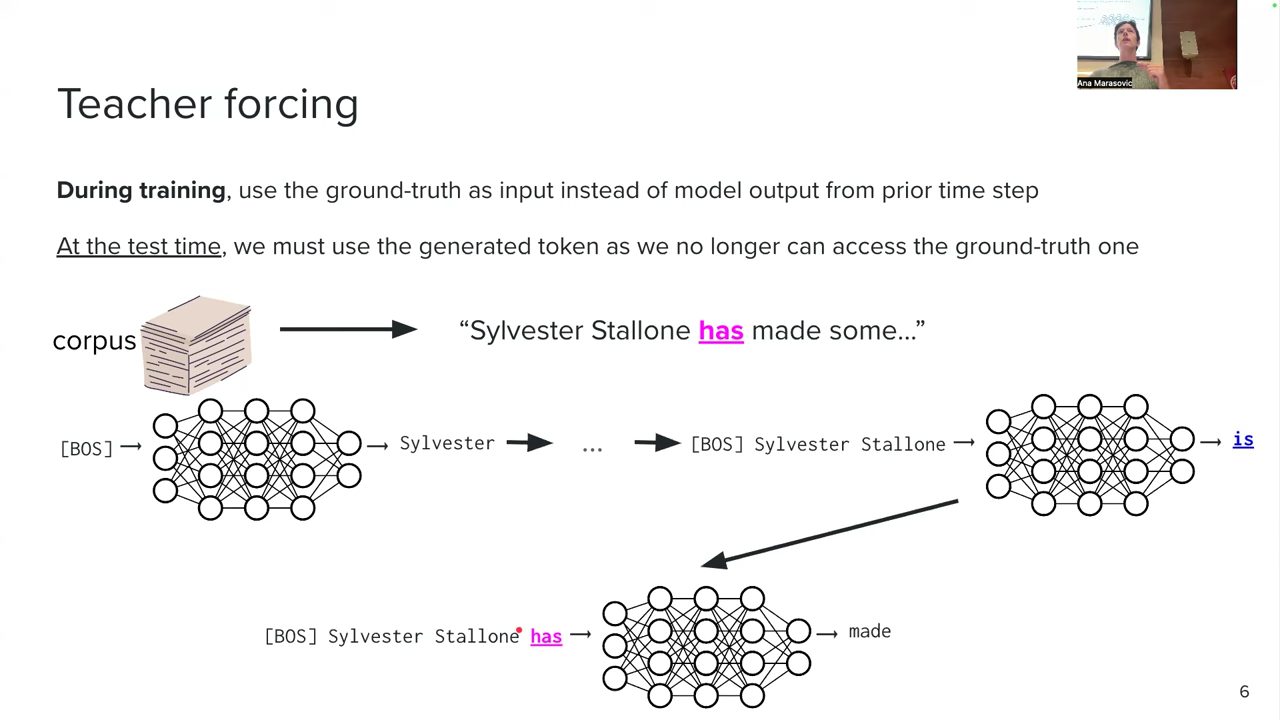 Ana Marasovic
Teacher forcing
During training, use the ground-truth as input instead of model output from prior time step
At the test time, we must use the generated token as we no longer can access the ground-truth one
corpus
“Sylvester Stallone has made some...”
[BOS] → Sylvester ... [BOS] Sylvester Stallone → → is
[BOS] Sylvester Stallone has → → made
6